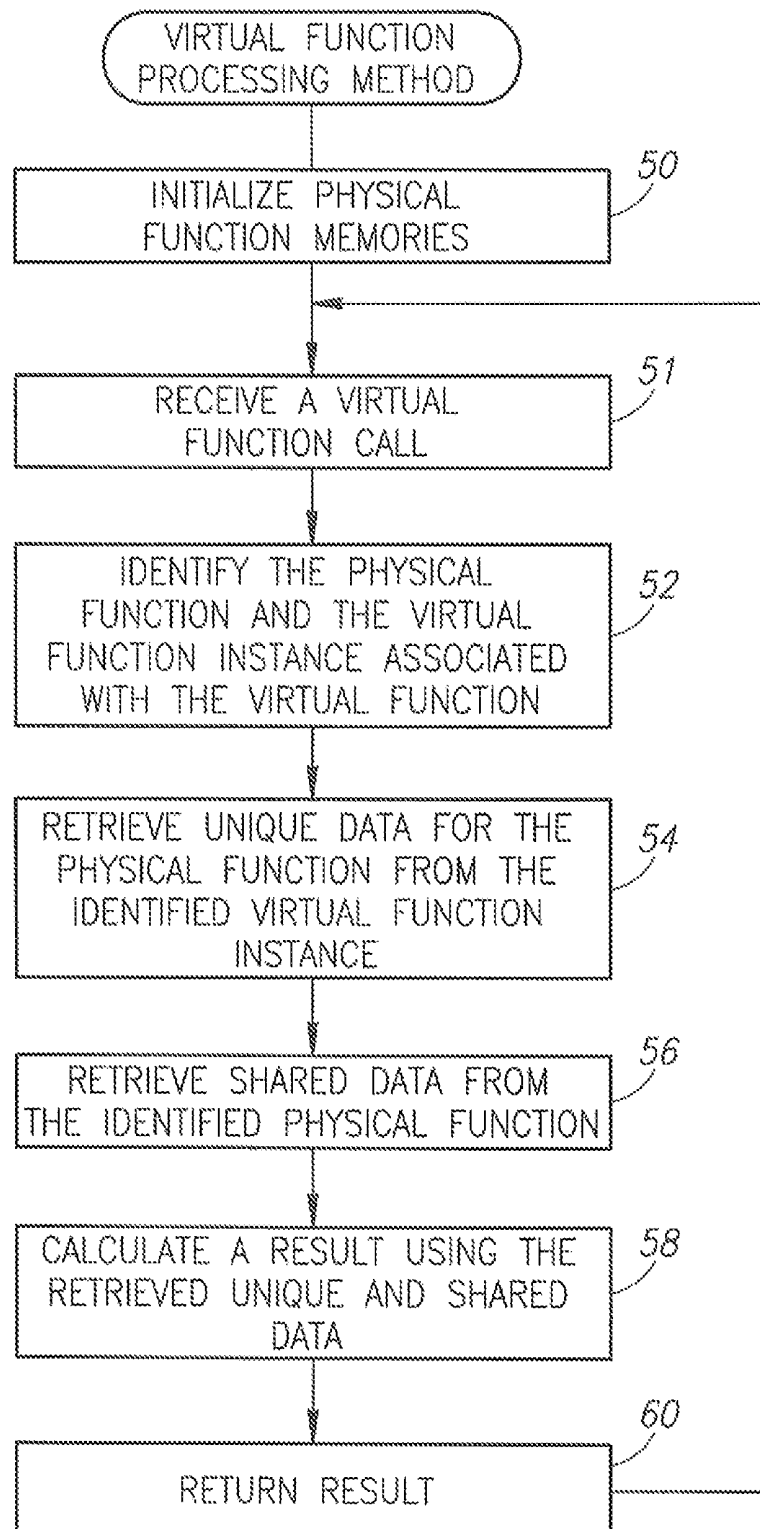 VIRTUAL FUNCTION
PROCESSING METHOD
50
INITIALIZE PHYSICAL
FUNCTION MEMORIES
51
RECEIVE A VIRTUAL
FUNCTION CALL
52
IDENTIFY THE PHYSICAL
FUNCTION AND THE VIRTUAL
FUNCTION INSTANCE ASSOCIATED
WITH THE VIRTUAL FUNCTION
54
RETRIEVE UNIQUE DATA FOR THE
PHYSICAL FUNCTION FROM THE
IDENTIFIED VIRTUAL FUNCTION
INSTANCE
56
RETRIEVE SHARED DATA FROM
THE IDENTIFIED PHYSICAL FUNCTION
58
CALCULATE A RESULT USING THE
RETRIEVED UNIQUE AND SHARED
DATA
60
RETURN RESULT